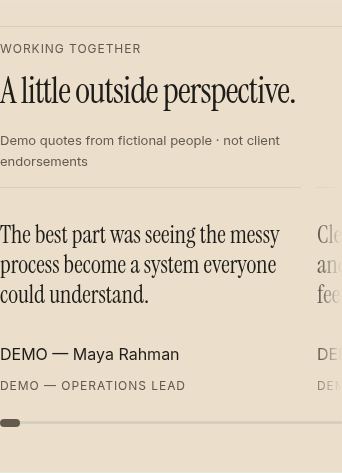 WORKING TOGETHER
A little outside perspective.
Demo quotes from fictional people · not client
endorsements
The best part was seeing the messy
process become a system everyone
could understand.
DEMO — Maya Rahman
DEMO — OPERATIONS LEAD